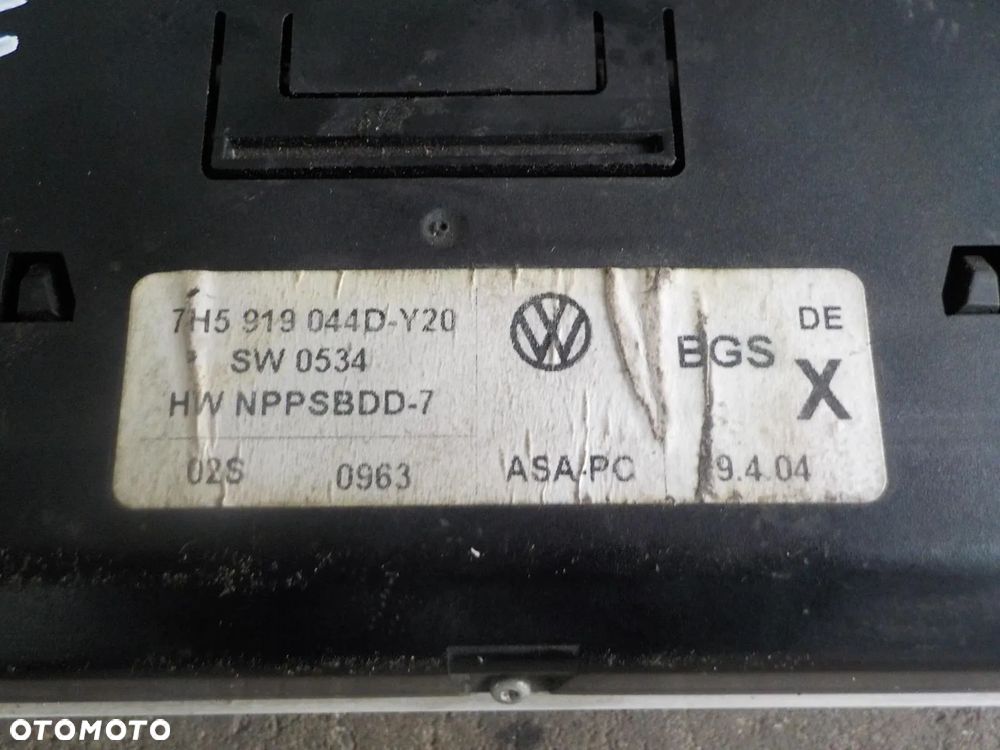 7H5 919 044D-Y20
SW 0534
HW NPPSBDD-7
02S 0963
BGS
DE
X
ASA-PC 9.4.04
OTOMOTO